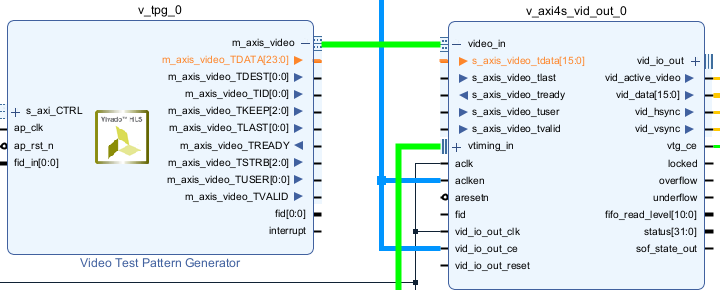 v_tpg_0
m_axis_video
m_axis_video_TDATA[23:0]
m_axis_video_TDEST[0:0]
m_axis_video_TID[0:0]
s_axi_CTRL
m_axis_video_TKEEP[2:0]
ap_clk
m_axis_video_TLAST[0:0]
ap_rst_n
m_axis_video_TREADY
fid_in[0:0]
m_axis_video_TSTRB[2:0]
m_axis_video_TUSER[0:0]
m_axis_video_TVALID
fid[0:0]
interrupt
Vivado™ HLS
Video Test Pattern Generator
v_axi4s_vid_out_0
video_in
s_axis_video_tdata[15:0]
s_axis_video_tlast
s_axis_video_tready
s_axis_video_tuser
s_axis_video_tvalid
vtiming_in
aclk
aclken
aresetn
fid
vid_io_out_clk
vid_io_out_ce
vid_io_out_reset
vid_io_out
vid_active_video
vid_data[15:0]
vid_hsync
vid_vsync
vtg_ce
locked
overflow
underflow
fifo_read_level[10:0]
status[31:0]
sof_state_out